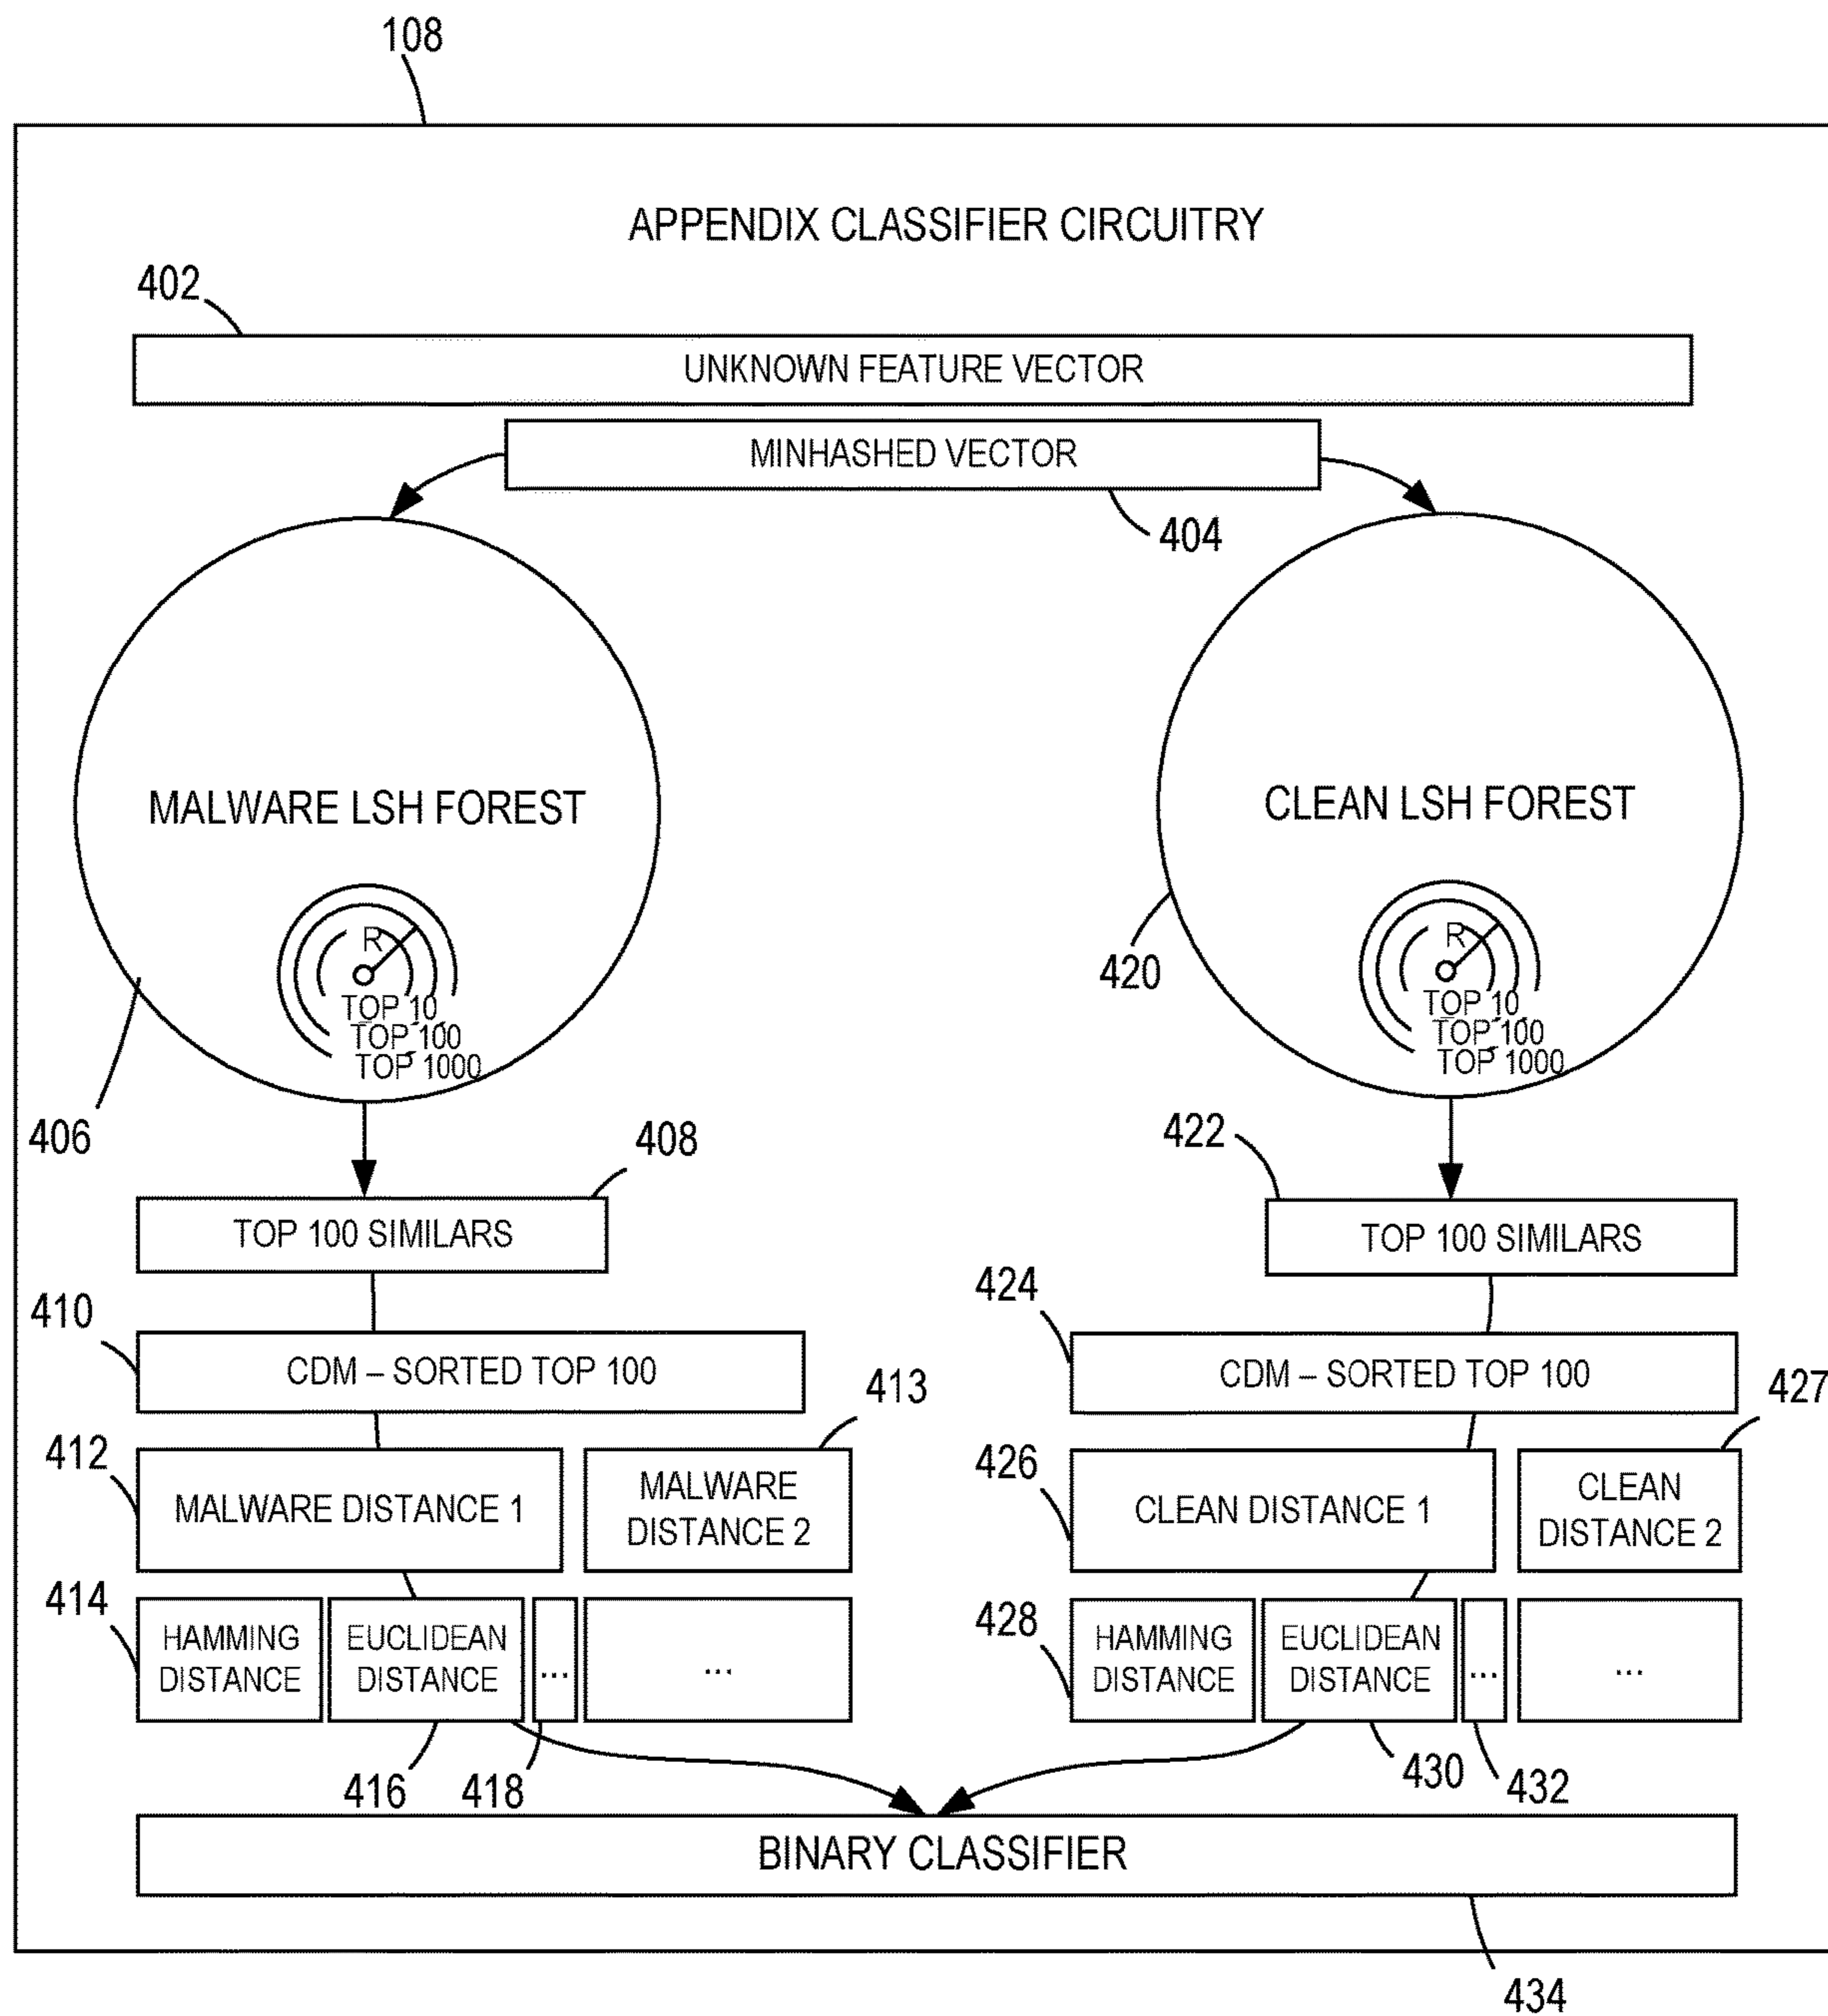 108
APPENDIX CLASSIFIER CIRCUITRY
402
UNKNOWN FEATURE VECTOR
MINHASHED VECTOR
404
MALWARE LSH FOREST
CLEAN LSH FOREST
R
TOP 10
TOP 100
TOP 1000
R
TOP 10
TOP 100
TOP 1000
406
420
408
422
TOP 100 SIMILARS
TOP 100 SIMILARS
410
424
CDM – SORTED TOP 100
CDM – SORTED TOP 100
413
427
412
426
MALWARE DISTANCE 1
MALWARE
DISTANCE 2
CLEAN DISTANCE 1
CLEAN
DISTANCE 2
414
428
HAMMING
DISTANCE
EUCLIDEAN
DISTANCE
...
...
HAMMING
DISTANCE
EUCLIDEAN
DISTANCE
...
...
416
418
430
432
BINARY CLASSIFIER
434